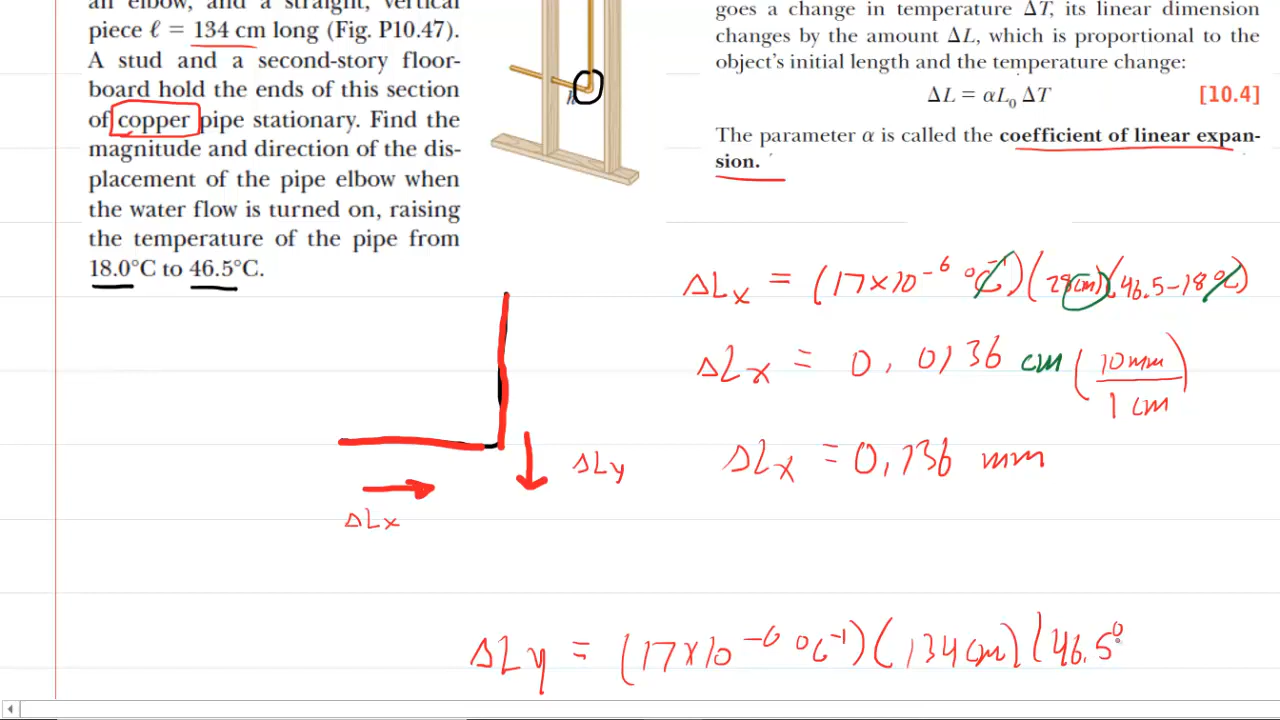 an elbow, and a straight, vertical
piece ℓ = 134 cm long (Fig. P10.47).
A stud and a second-story floor-
board hold the ends of this section
of copper pipe stationary. Find the
magnitude and direction of the dis-
placement of the pipe elbow when
the water flow is turned on, raising
the temperature of the pipe from
18.0°C to 46.5°C.
h
goes a change in temperature ΔT, its linear dimension
changes by the amount ΔL, which is proportional to the
object's initial length and the temperature change:
ΔL = αL₀ ΔT [10.4]
The parameter α is called the coefficient of linear expan-
sion.
ΔLx = (17×10⁻⁶ °C⁻¹)(28cm)(46.5-18°C)
ΔLx = 0,0136 cm (10mm/1 cm)
ΔLx = 0,136 mm
ΔLy
ΔLx
ΔLy = (17×10⁻⁶ °C⁻¹)(134cm)(46.5°